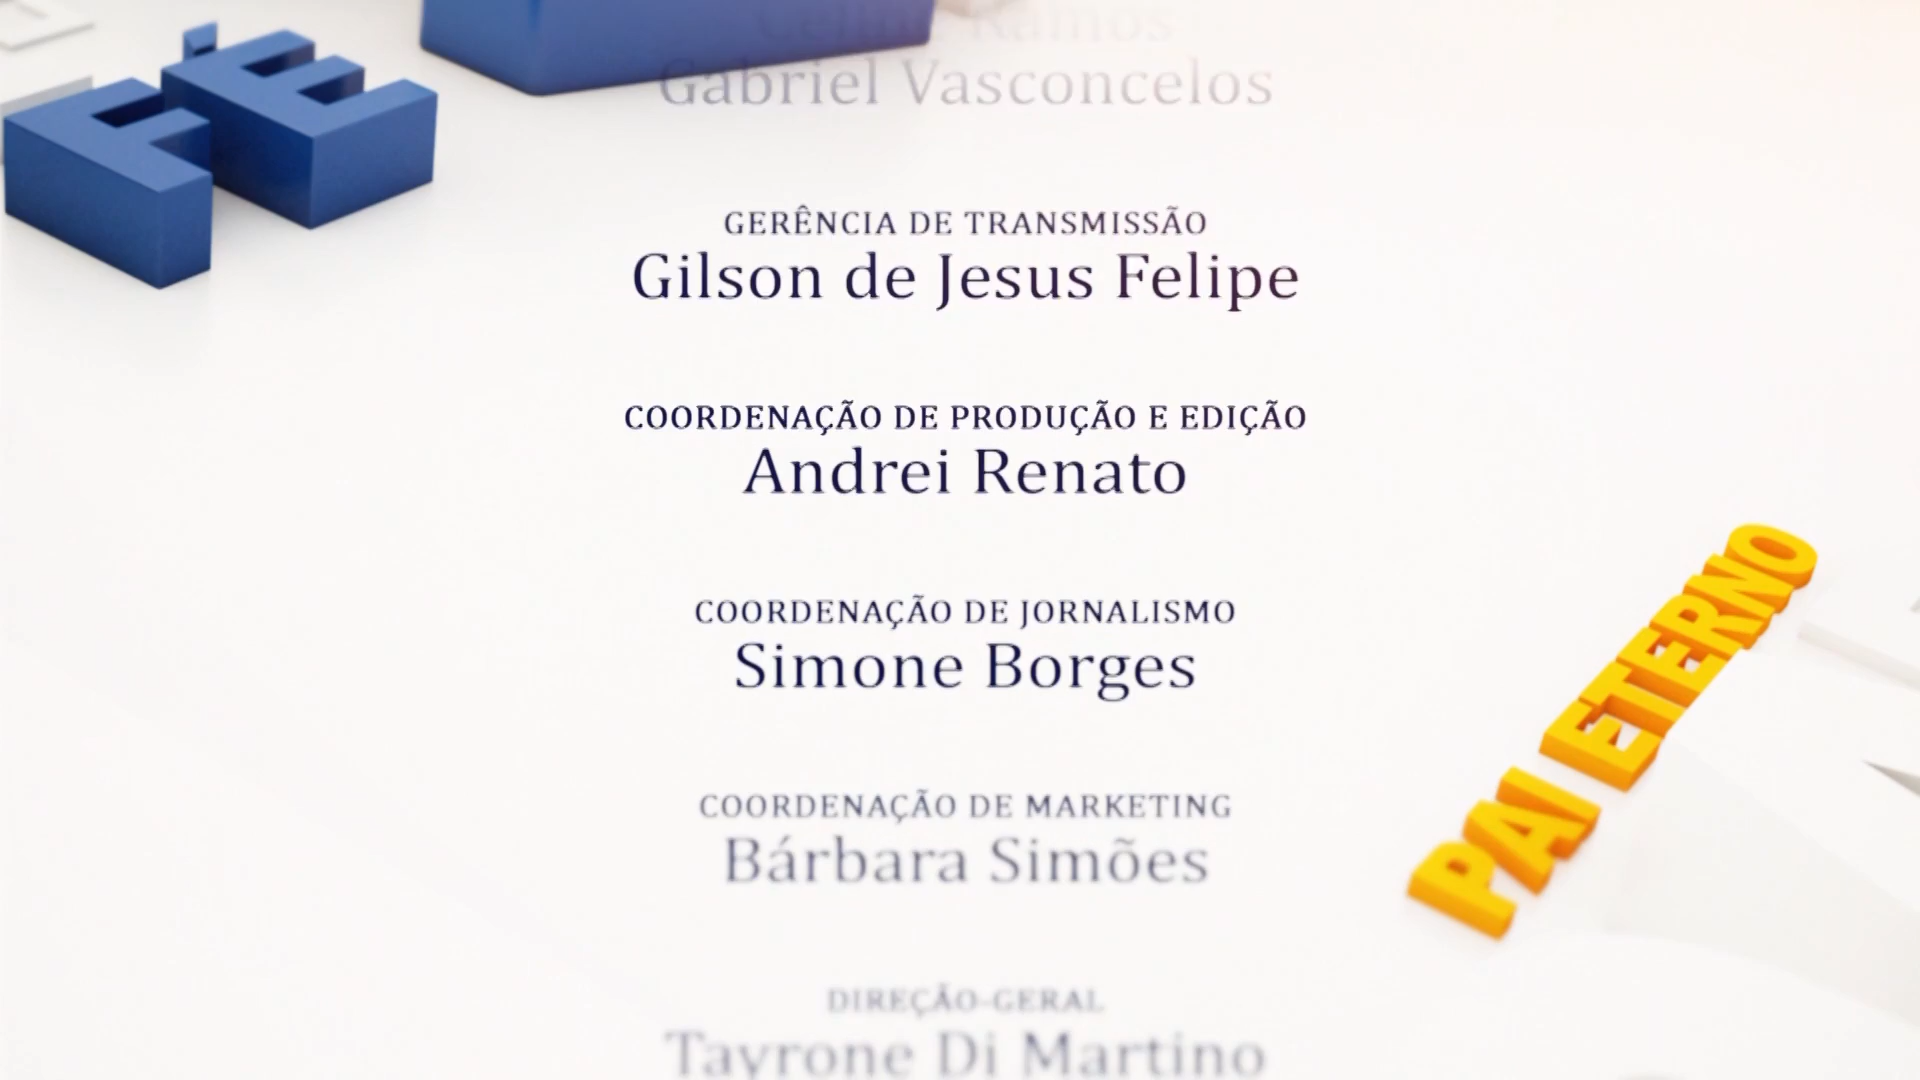 FÉ
Ramos
Gabriel Vasconcelos
GERÊNCIA DE TRANSMISSÃO
Gilson de Jesus Felipe
COORDENAÇÃO DE PRODUÇÃO E EDIÇÃO
Andrei Renato
COORDENAÇÃO DE JORNALISMO
Simone Borges
PAI ETERNO
COORDENAÇÃO DE MARKETING
Bárbara Simões
DIREÇÃO-GERAL
Tayrone Di Martino